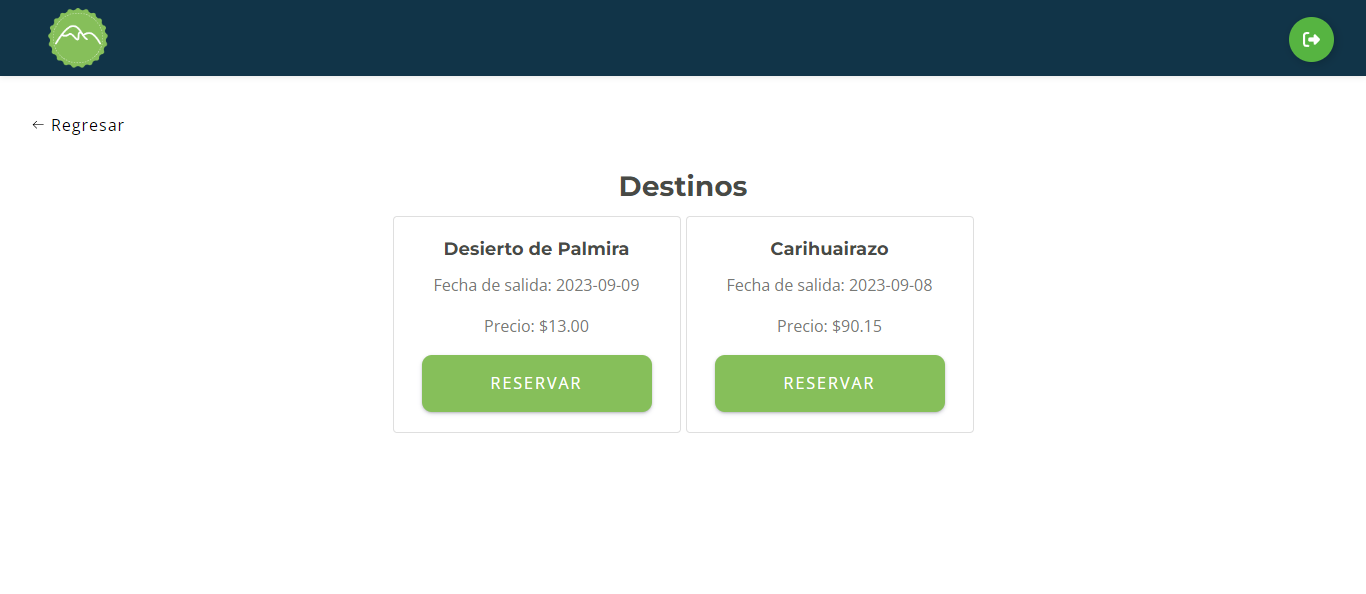 Regresar
Destinos
Desierto de Palmira
Fecha de salida: 2023-09-09
Precio: $13.00
RESERVAR
Carihuairazo
Fecha de salida: 2023-09-08
Precio: $90.15
RESERVAR